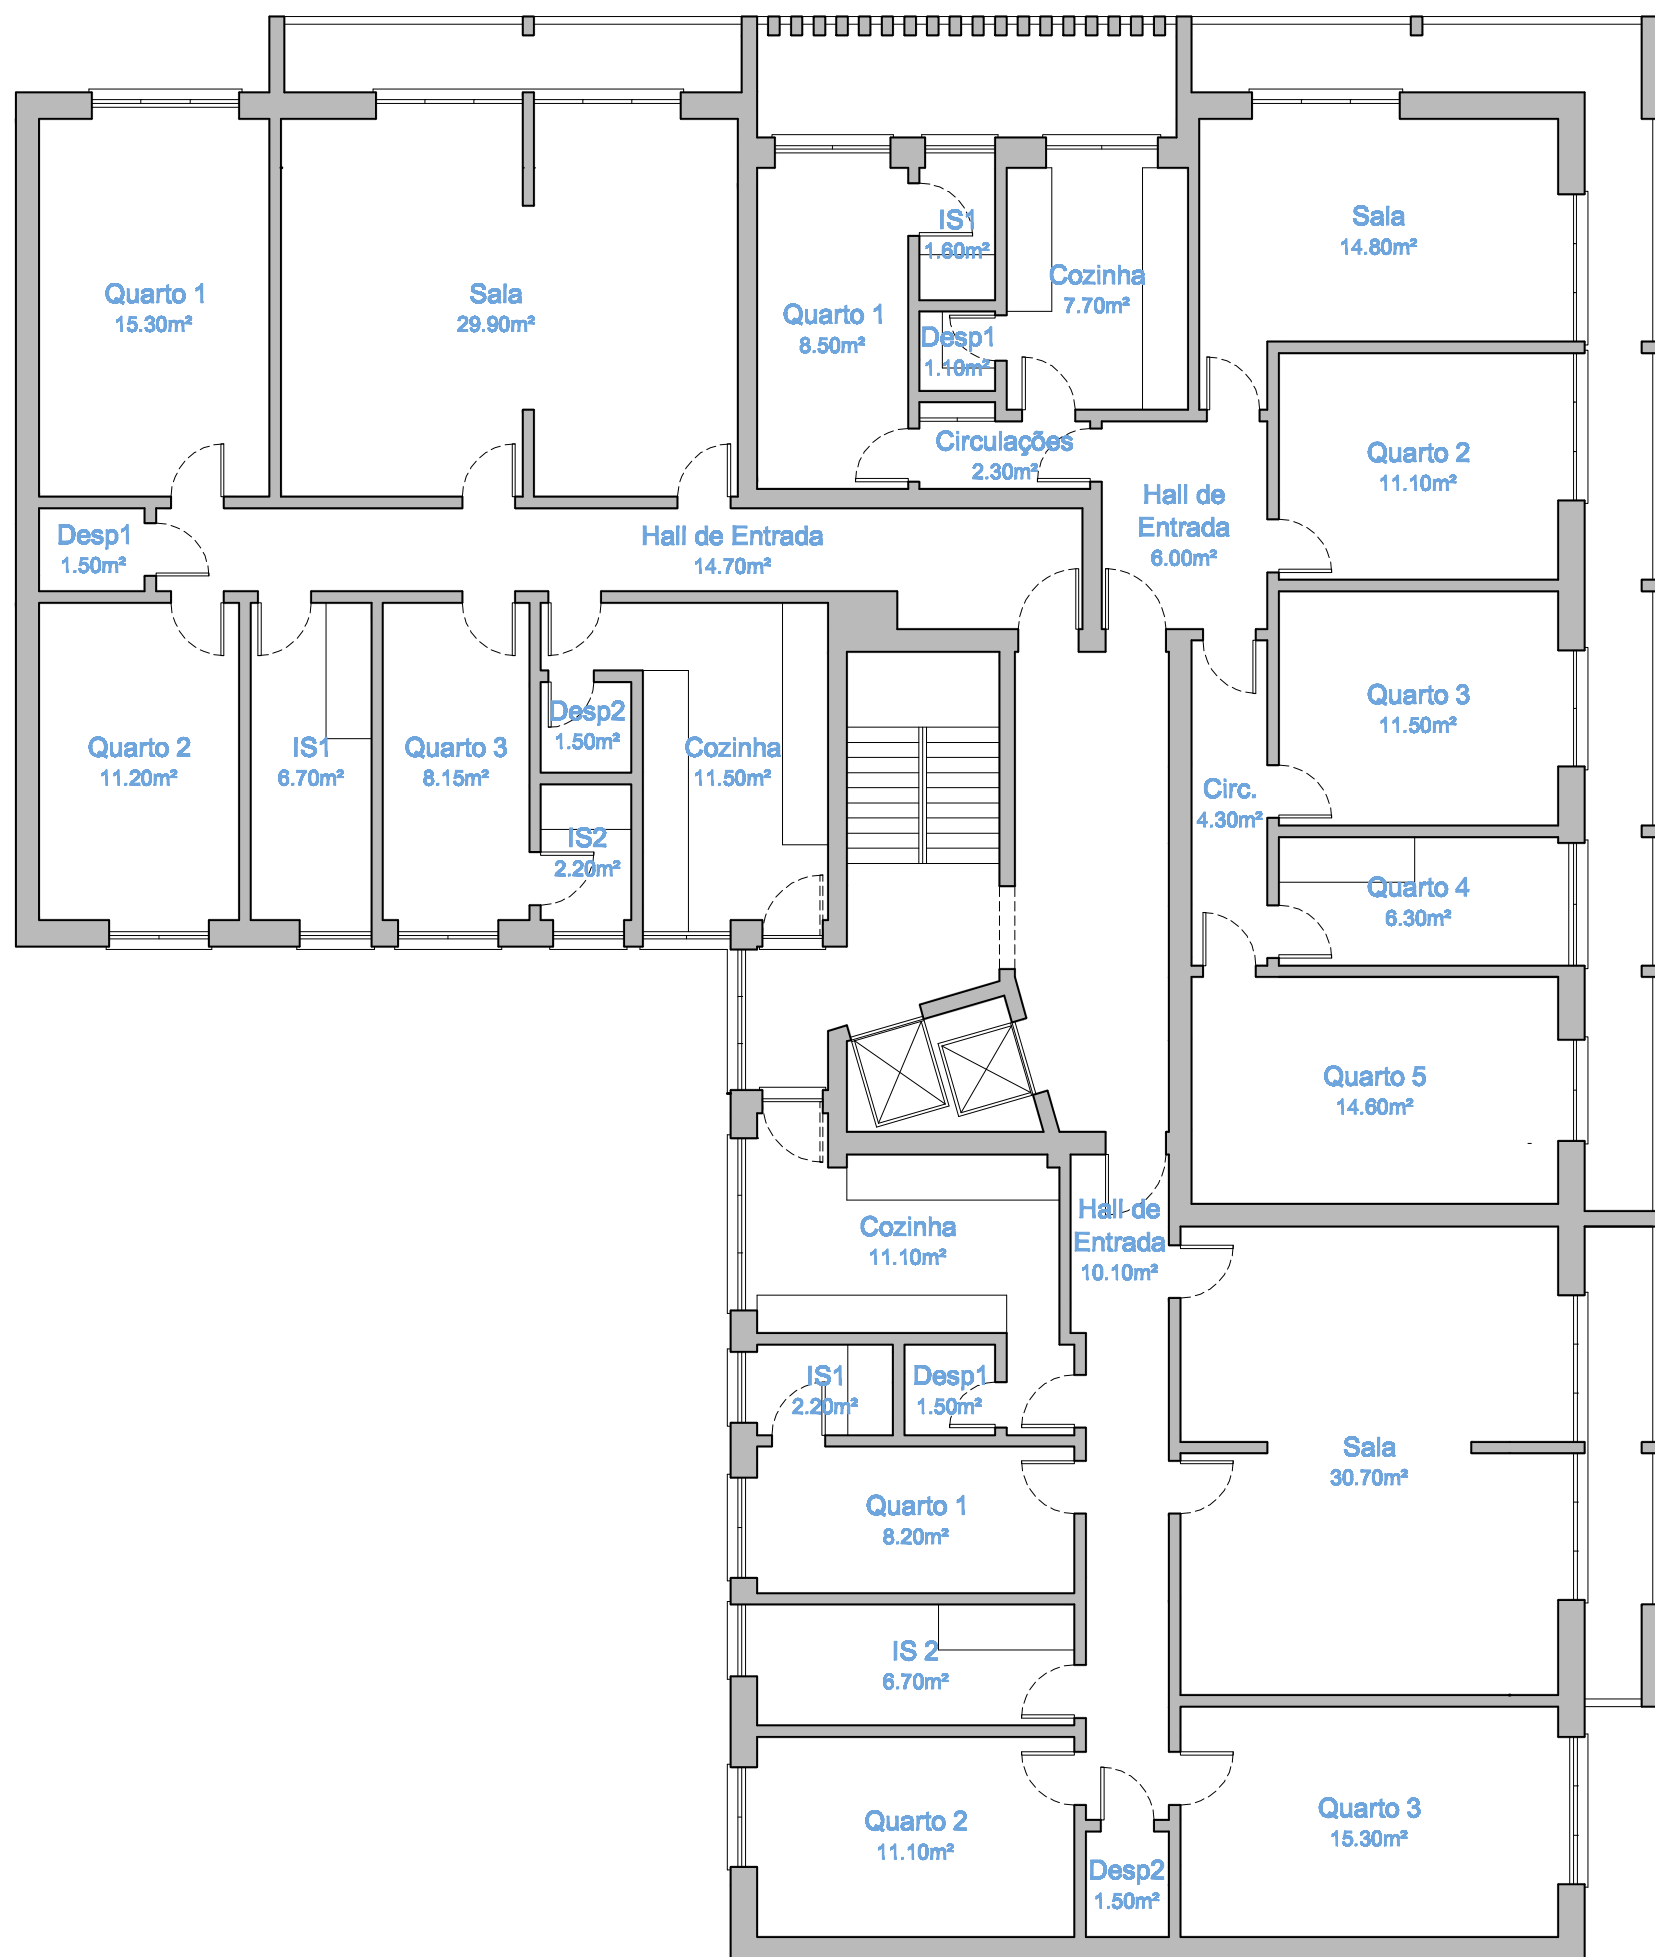 Quarto 1
15.30m²
Sala
29.90m²
Quarto 1
8.50m²
IS1
1.60m²
Desp1
1.10m²
Cozinha
7.70m²
Sala
14.80m²
Circulações
2.30m²
Quarto 2
11.10m²
Hall de
Entrada
6.00m²
Desp1
1.50m²
Hall de Entrada
14.70m²
Quarto 2
11.20m²
IS1
6.70m²
Quarto 3
8.15m²
Desp2
1.50m²
Cozinha
11.50m²
IS2
2.20m²
Quarto 3
11.50m²
Circ.
4.30m²
Quarto 4
6.30m²
Quarto 5
14.60m²
Cozinha
11.10m²
Hall de
Entrada
10.10m²
IS1
2.20m²
Desp1
1.50m²
Sala
30.70m²
Quarto 1
8.20m²
IS 2
6.70m²
Quarto 2
11.10m²
Quarto 3
15.30m²
Desp2
1.50m²